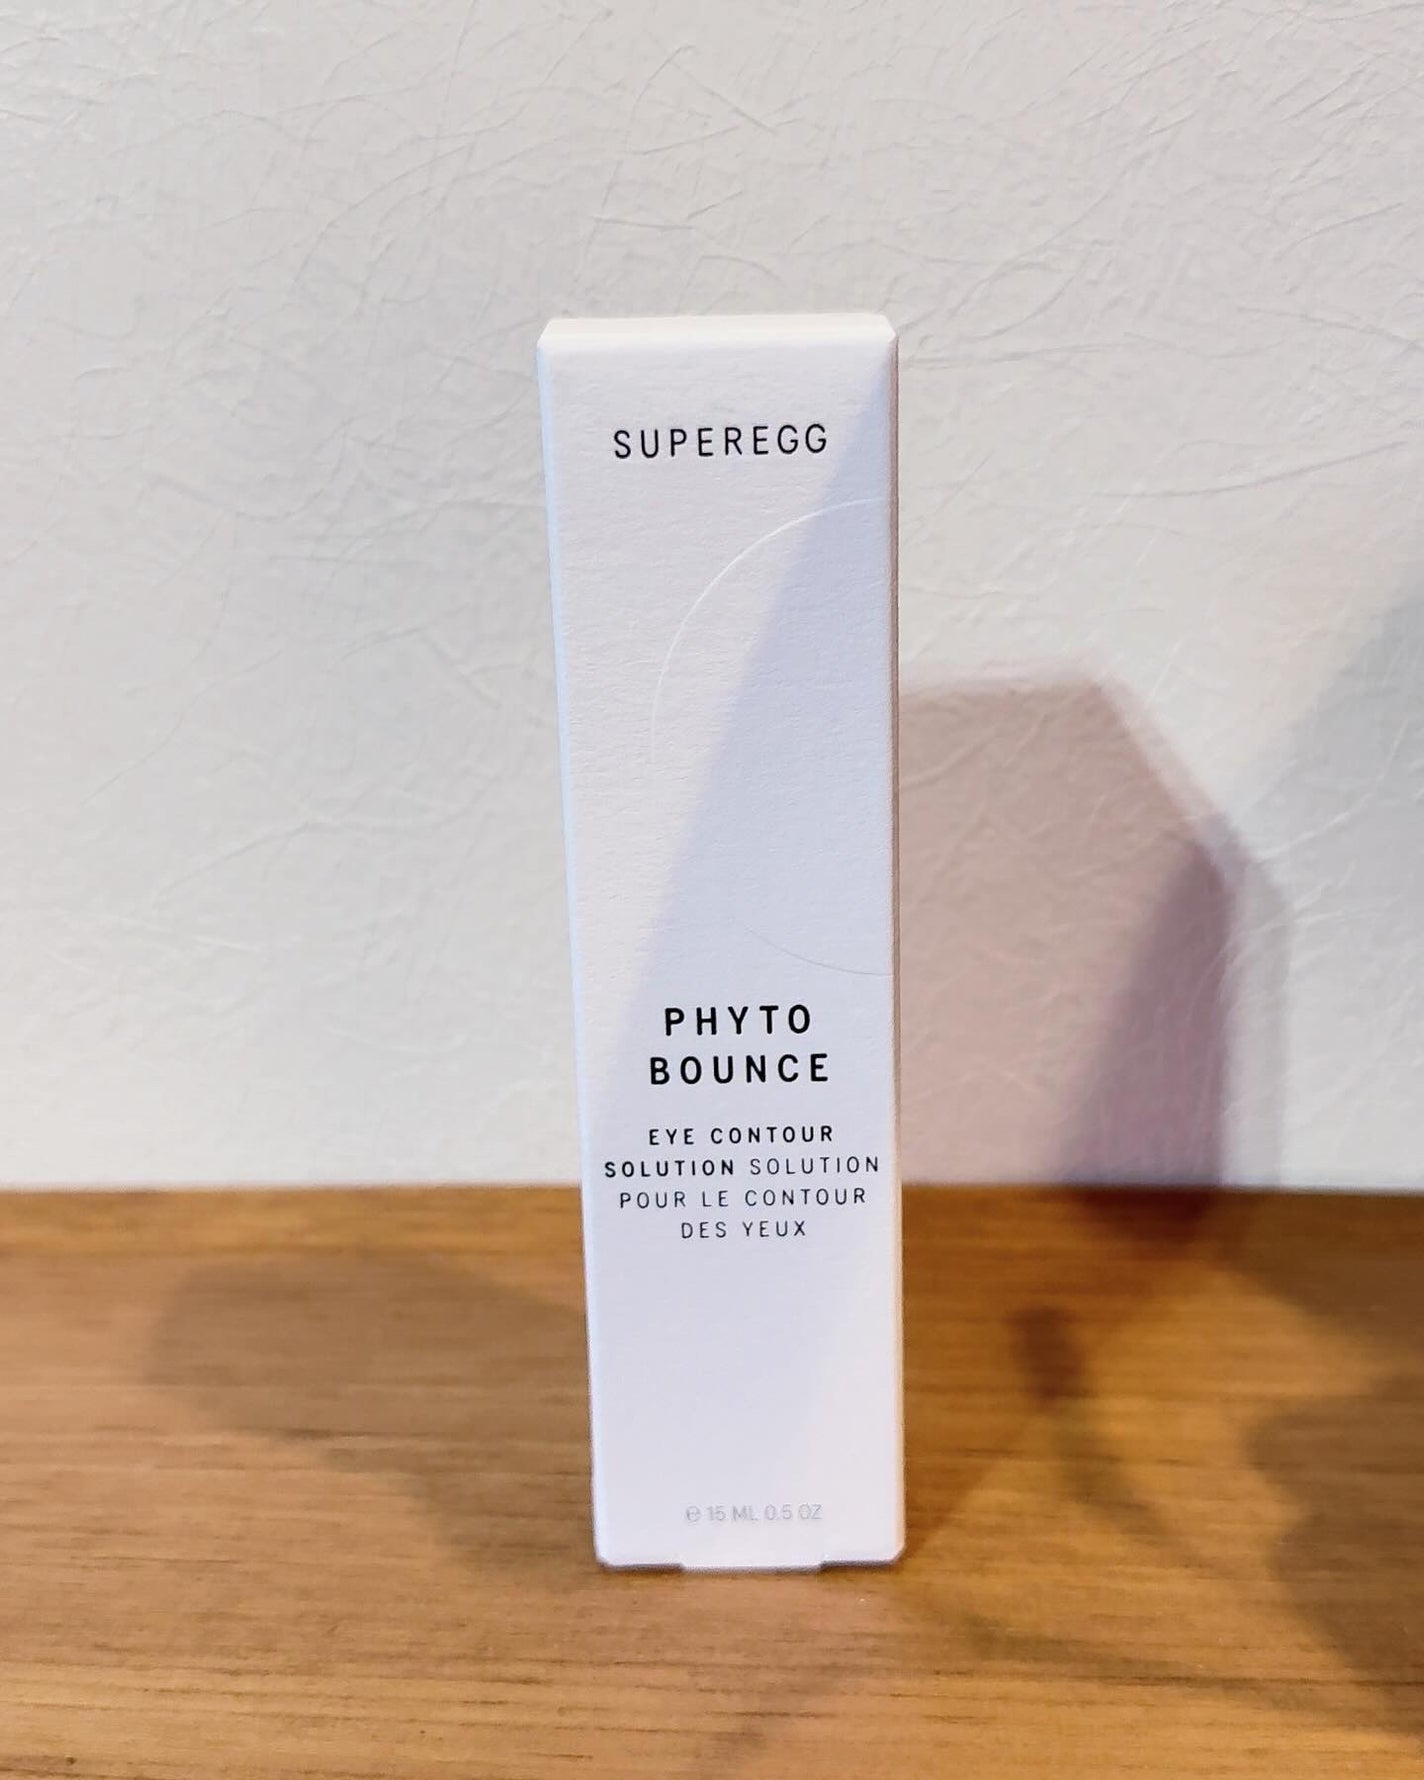 SUPEREGG
PHYTO
BOUNCE
EYE CONTOUR
SOLUTION SOLUTION
POUR LE CONTOUR
DES YEUX
℮ 15 ML 0.5 OZ